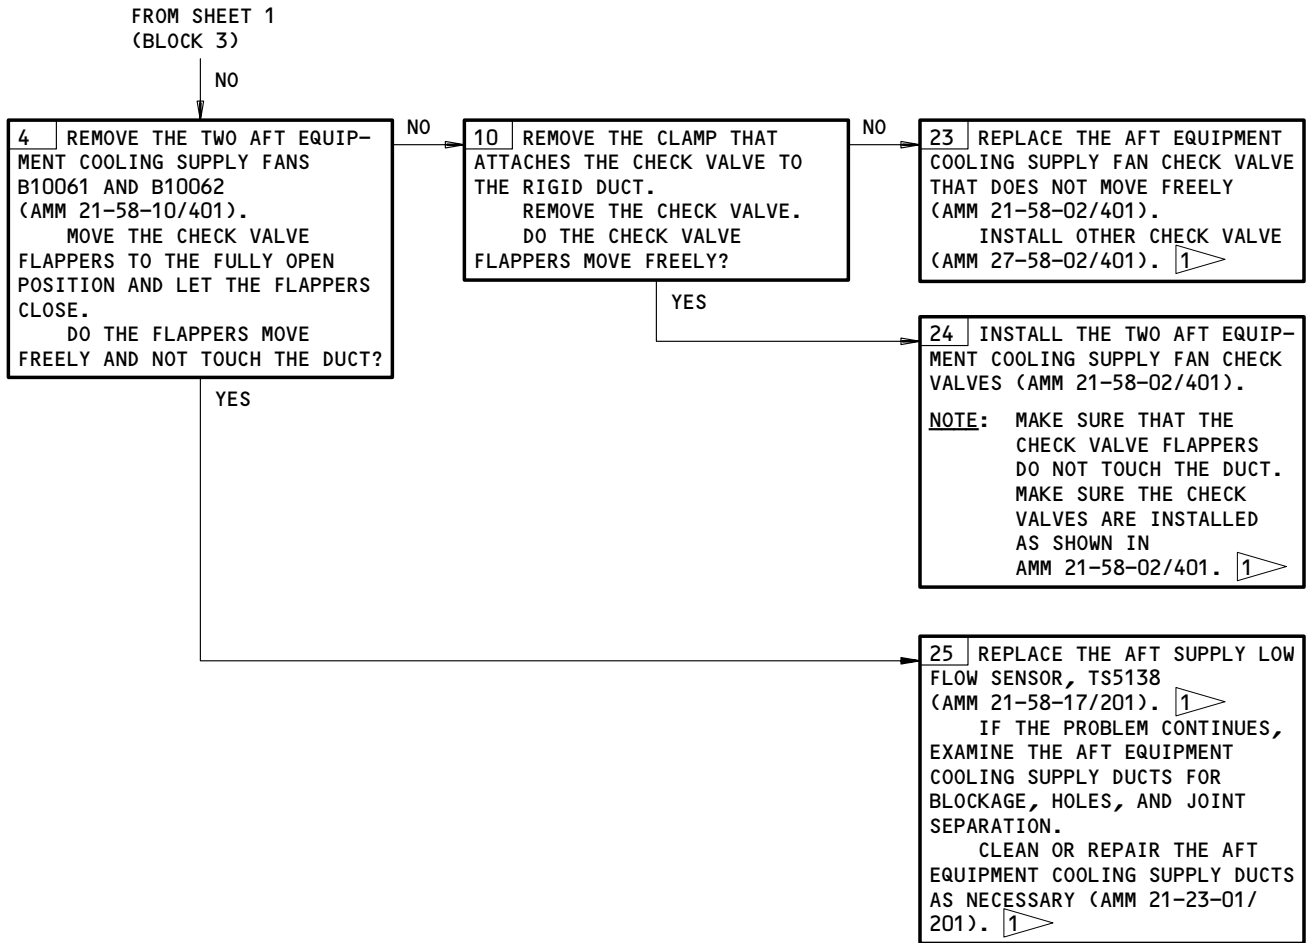 FROM SHEET 1
(BLOCK 3)
NO
4 REMOVE THE TWO AFT EQUIP-
MENT COOLING SUPPLY FANS
B10061 AND B10062
(AMM 21-58-10/401).
MOVE THE CHECK VALVE
FLAPPERS TO THE FULLY OPEN
POSITION AND LET THE FLAPPERS
CLOSE.
DO THE FLAPPERS MOVE
FREELY AND NOT TOUCH THE DUCT?
NO
YES
10 REMOVE THE CLAMP THAT
ATTACHES THE CHECK VALVE TO
THE RIGID DUCT.
REMOVE THE CHECK VALVE.
DO THE CHECK VALVE
FLAPPERS MOVE FREELY?
NO
YES
23 REPLACE THE AFT EQUIPMENT
COOLING SUPPLY FAN CHECK VALVE
THAT DOES NOT MOVE FREELY
(AMM 21-58-02/401).
INSTALL OTHER CHECK VALVE
(AMM 27-58-02/401). 1
24 INSTALL THE TWO AFT EQUIP-
MENT COOLING SUPPLY FAN CHECK
VALVES (AMM 21-58-02/401).
NOTE: MAKE SURE THAT THE
CHECK VALVE FLAPPERS
DO NOT TOUCH THE DUCT.
MAKE SURE THE CHECK
VALVES ARE INSTALLED
AS SHOWN IN
AMM 21-58-02/401. 1
25 REPLACE THE AFT SUPPLY LOW
FLOW SENSOR, TS5138
(AMM 21-58-17/201). 1
IF THE PROBLEM CONTINUES,
EXAMINE THE AFT EQUIPMENT
COOLING SUPPLY DUCTS FOR
BLOCKAGE, HOLES, AND JOINT
SEPARATION.
CLEAN OR REPAIR THE AFT
EQUIPMENT COOLING SUPPLY DUCTS
AS NECESSARY (AMM 21-23-01/
201). 1